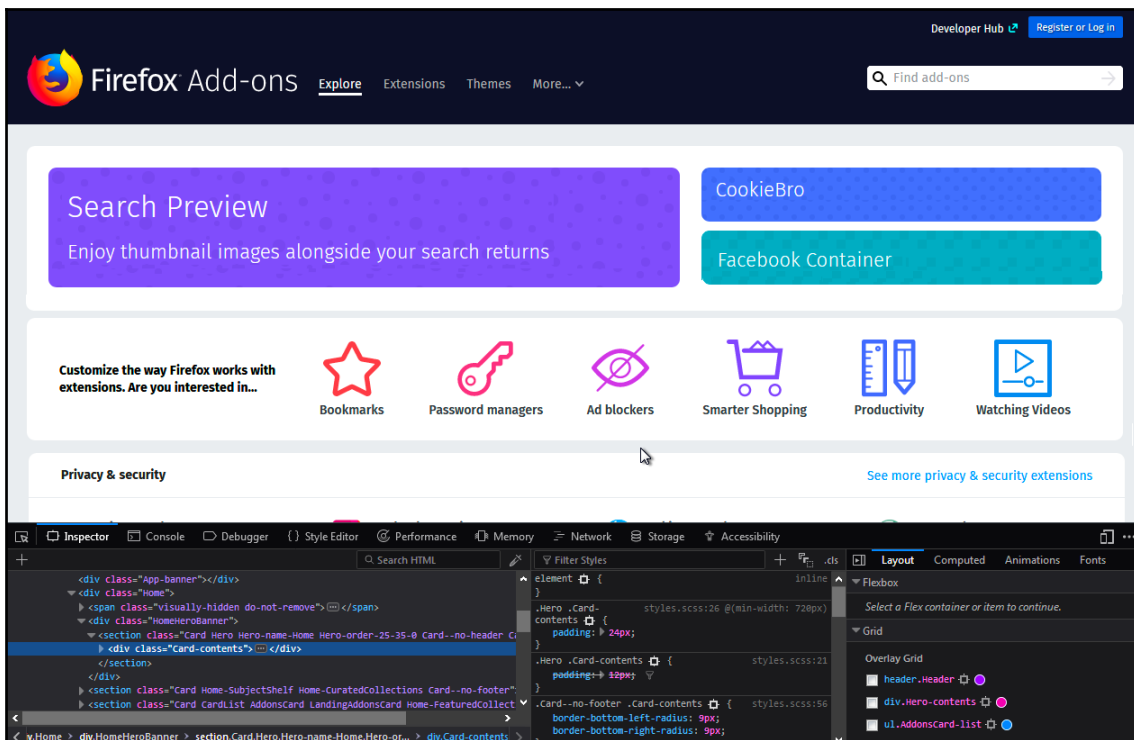 Developer Hub Register or Log in
Firefox Add-ons Explore Extensions Themes More... Find add-ons
Search Preview
Enjoy thumbnail images alongside your search returns
CookieBro
Facebook Container
Customize the way Firefox works with
extensions. Are you interested in...
Bookmarks Password managers Ad blockers Smarter Shopping Productivity Watching Videos
Privacy & security See more privacy & security extensions
Inspector Console Debugger {} Style Editor Performance Memory Network Storage Accessibility
Search HTML
<div class="App-banner"></div>
<div class="Home">
<span class="visually-hidden do-not-remove"></span>
<div class="HomeHeroBanner">
<section class="Card Hero Hero-name-Home Hero-order-25-35-0 Card--no-header
<div class="Card-contents"></div>
</section>
</div>
<section class="Card Home-SubjectShelf Home-CuratedCollections Card--no-footer"
<section class="Card CardList AddonsCard LandingAddonsCard Home-FeaturedCollect
div.HomeHeroBanner > section.Card.Hero.Hero-name-Home.Hero-or... > div.Card-contents
Filter Styles + .cls
element { inline
}
.Hero .Card- styles.scss:26 @(min-width: 720px)
contents {
padding: 24px;
}
.Hero .Card-contents { styles.scss:21
padding: 12px;
}
.Card--no-footer .Card-contents { styles.scss:56
border-bottom-left-radius: 9px;
border-bottom-right-radius: 9px;
Layout Computed Animations Fonts
Flexbox
Select a Flex container or item to continue.
Grid
Overlay Grid
header.Header
div.Hero-contents
ul.AddonsCard-list